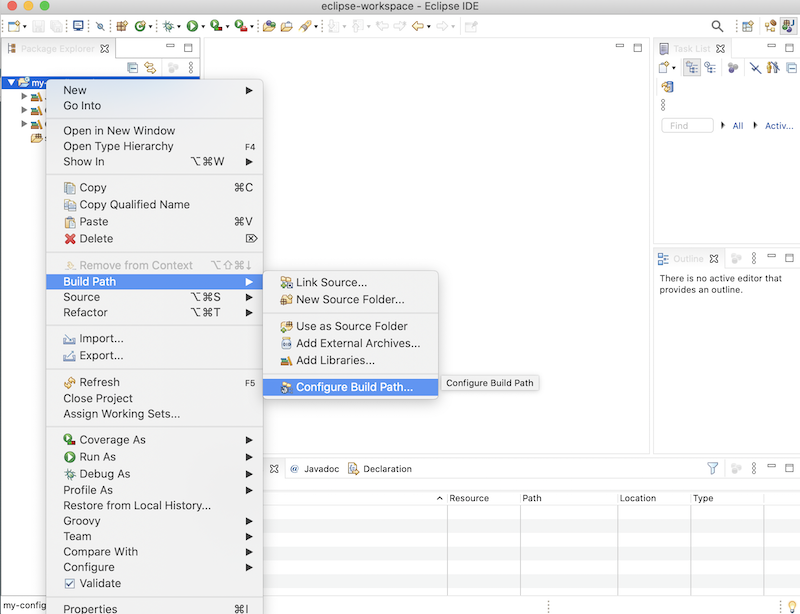 eclipse-workspace - Eclipse IDE
Package Explorer
Task List
my-
Find
All
Activ...
New
Go Into
Open in New Window
Open Type Hierarchy F4
Show In ⌥⌘W
Copy ⌘C
Copy Qualified Name
Paste ⌘V
Delete ⌦
Remove from Context ⌥⇧⌘↓
Build Path
Source ⌥⌘S
Refactor ⌥⌘T
Import...
Export...
Refresh F5
Close Project
Assign Working Sets...
Coverage As
Run As
Debug As
Profile As
Restore from Local History...
Groovy
Team
Compare With
Configure
Validate
Properties ⌘I
Link Source...
New Source Folder...
Use as Source Folder
Add External Archives...
Add Libraries...
Configure Build Path...
Configure Build Path
Outline
There is no active editor that
provides an outline.
@ Javadoc
Declaration
Resource Path Location Type
my-config